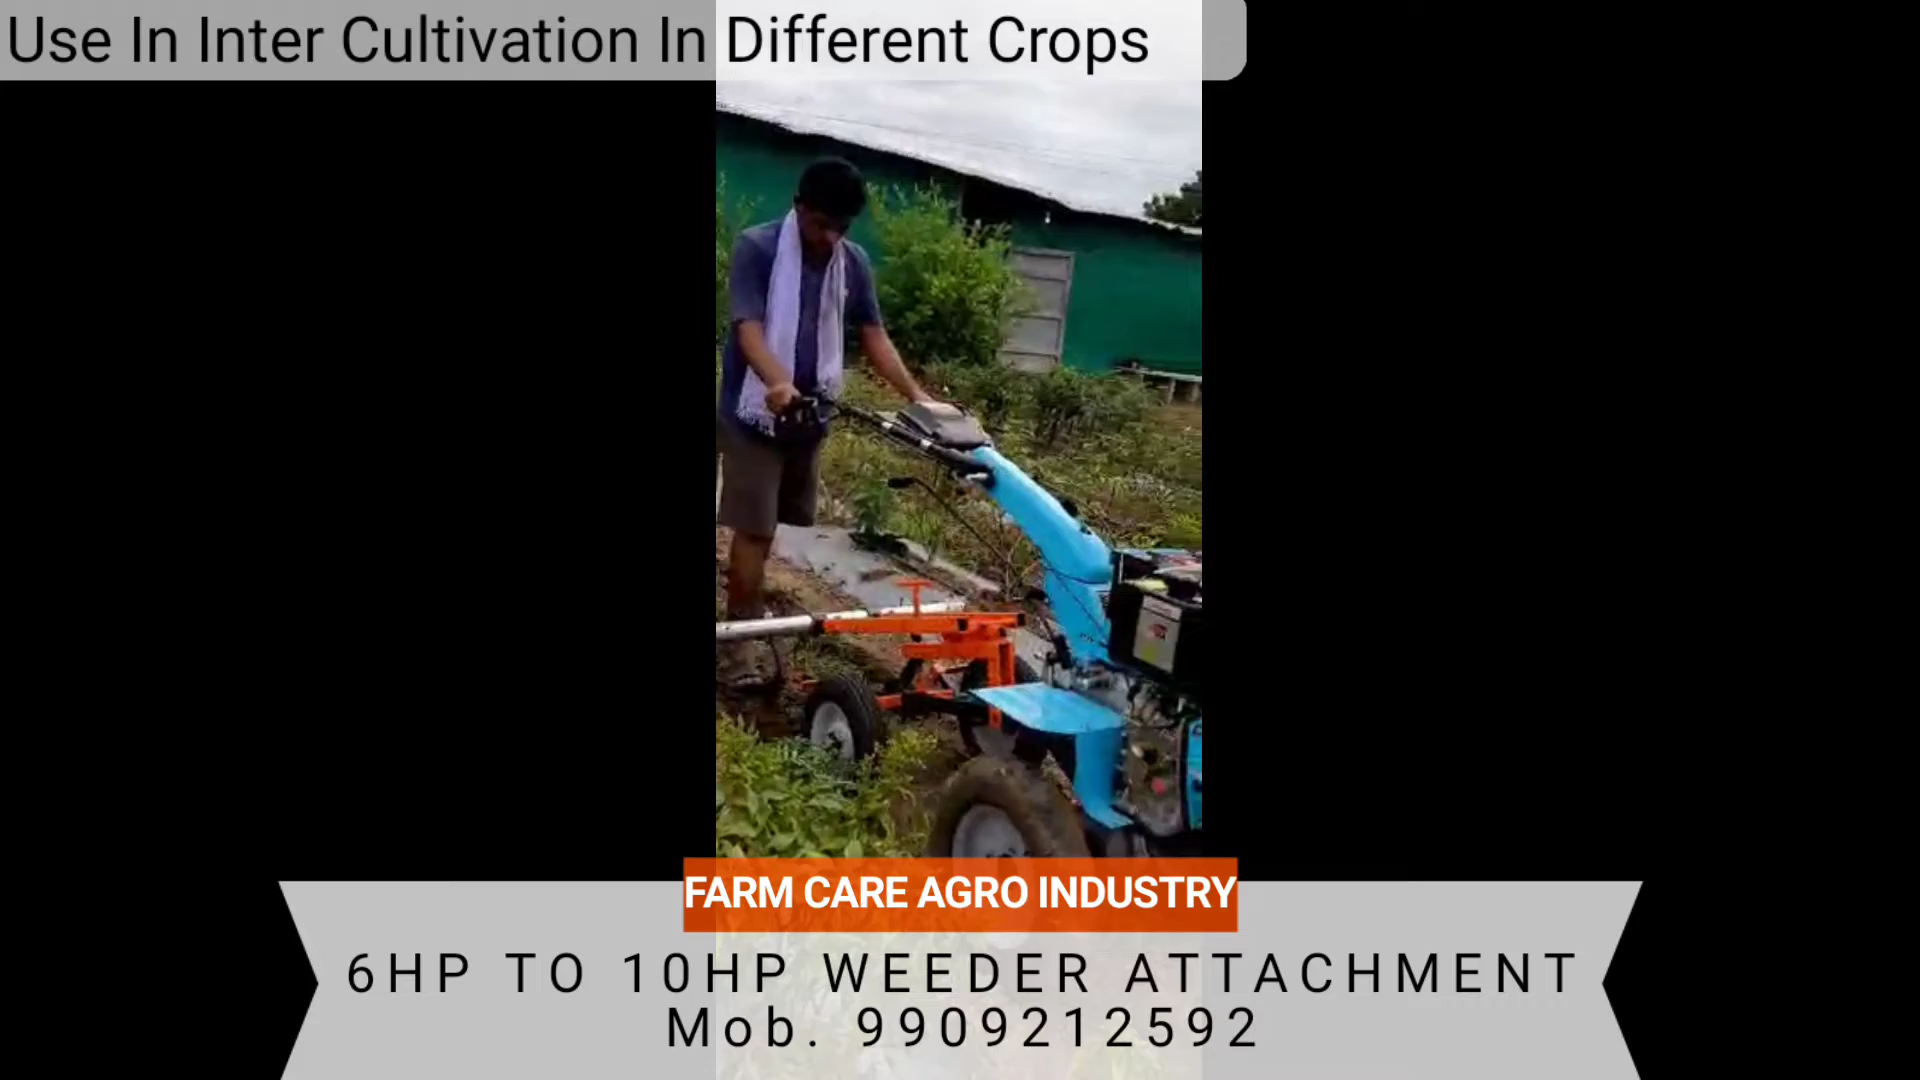 Use In Inter Cultivation In Different Crops
FARM CARE AGRO INDUSTRY
6HP TO 10HP WEEDER ATTACHMENT
Mob. 9909212592